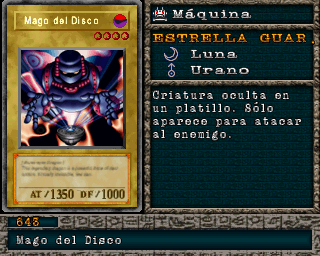 Mago del Disco
AT/1350 DF/1000
Máquina
ESTRELLA GUAR.
Luna
Urano
Criatura oculta en
un platillo. Sólo
aparece para atacar
al enemigo.
643
Mago del Disco